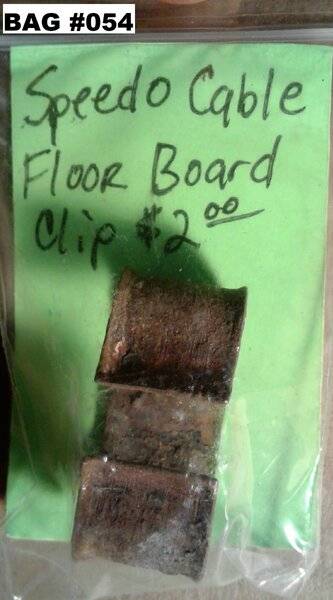 BAG #054
Speedo Cable
Floor Board
Clip $2.00